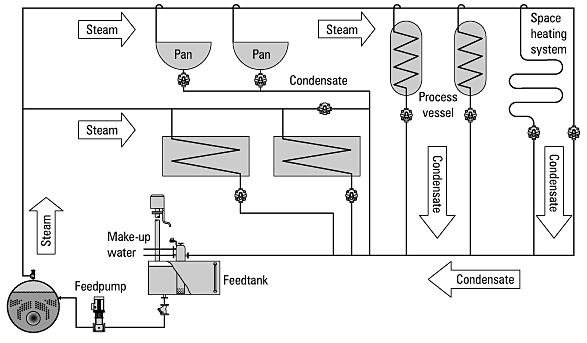 Steam
Pan
Pan
Steam
Space
heating
system
Condensate
Process
vessel
Steam
Condensate
Condensate
Steam
Make-up
water
Feedtank
Feedpump
Condensate